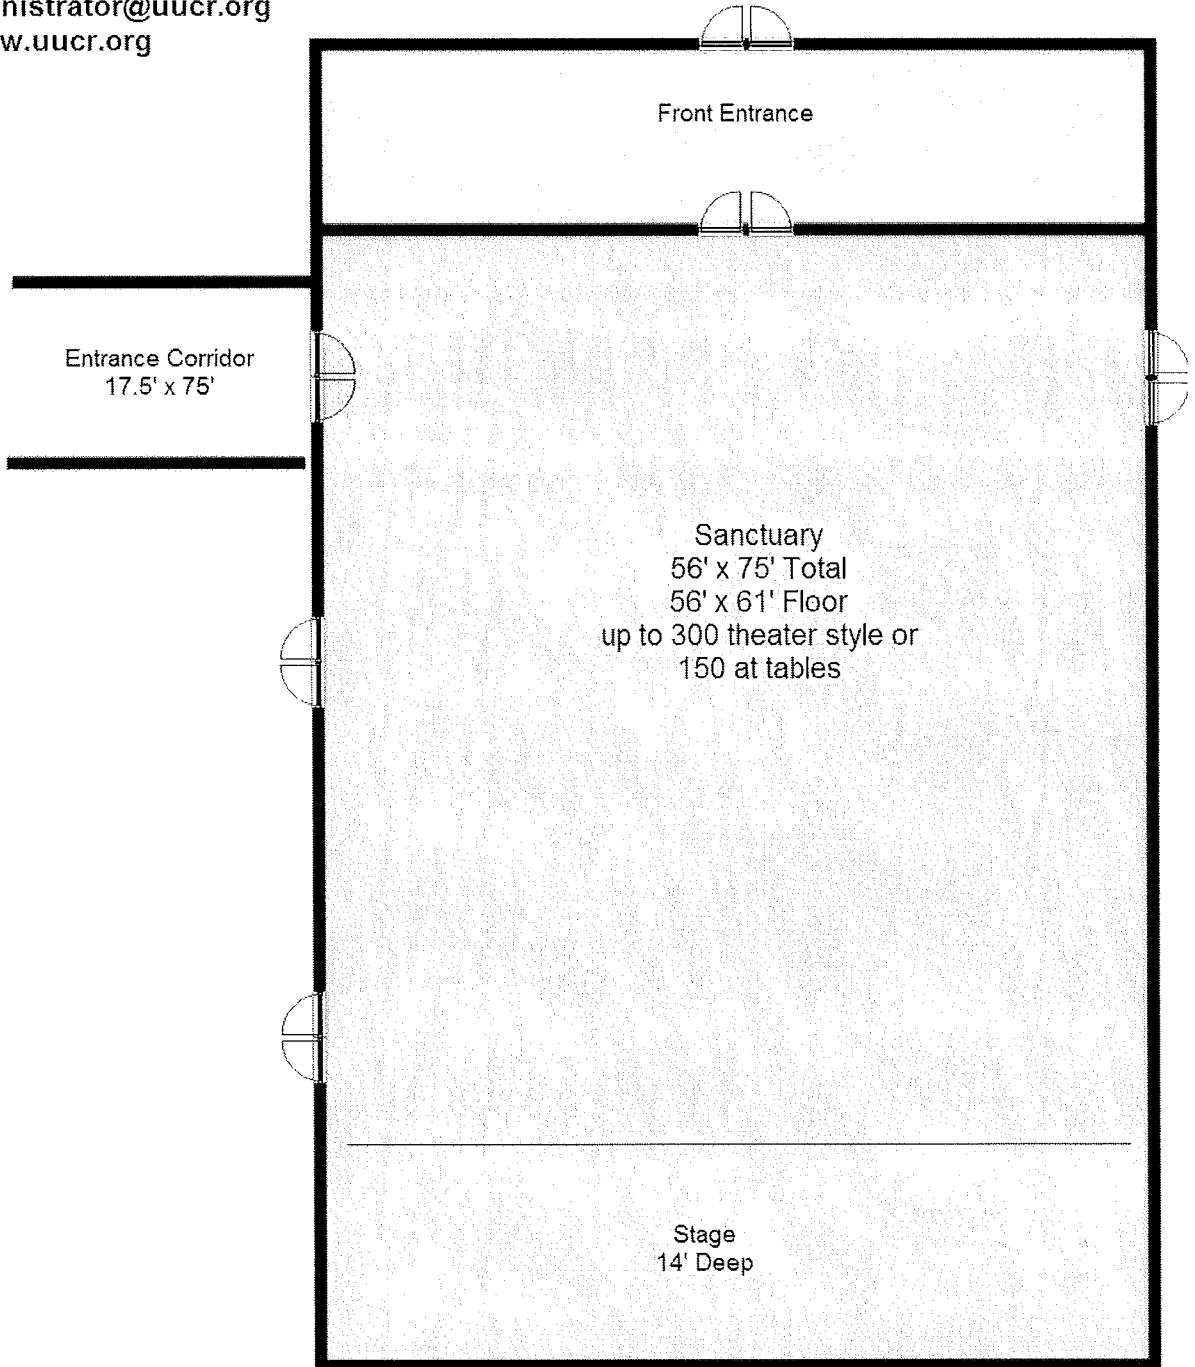 nistrator@uucr.org
w.uucr.org
Front Entrance
Entrance Corridor
17.5' x 75'
Sanctuary
56' x 75' Total
56' x 61' Floor
up to 300 theater style or
150 at tables
Stage
14' Deep